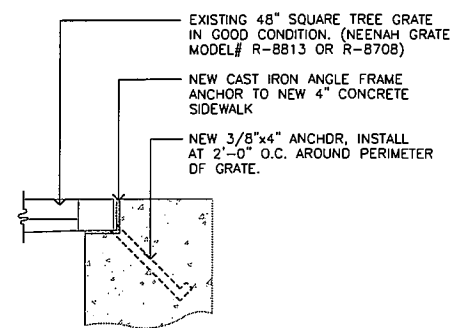 EXISTING 48" SQUARE TREE GRATE
IN GOOD CONDITION. (NEENAH GRATE
MODEL# R-8813 OR R-8708)
NEW CAST IRON ANGLE FRAME
ANCHOR TO NEW 4" CONCRETE
SIDEWALK
NEW 3/8"x4" ANCHOR, INSTALL
AT 2'-0" O.C. AROUND PERIMETER
OF GRATE.